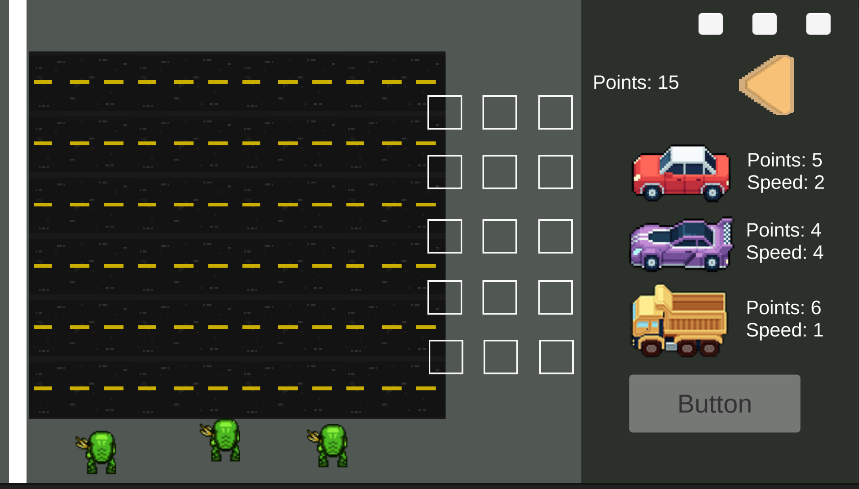 Points: 15
Points: 5
Speed: 2
Points: 4
Speed: 4
Points: 6
Speed: 1
Button